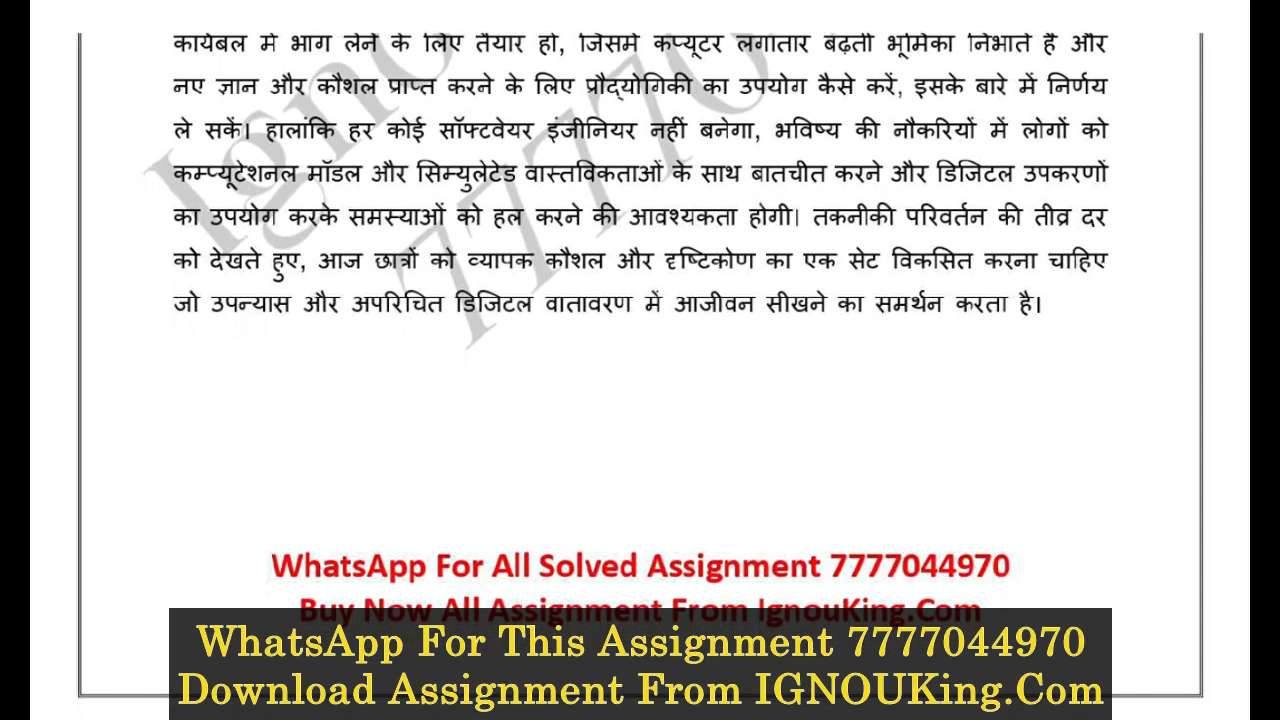 कार्यबल में भाग लेने के लिए तैयार हों, जिसमें कंप्यूटर लगातार बढ़ती भूमिका निभाते हैं और
नए ज्ञान और कौशल प्राप्त करने के लिए प्रौद्योगिकी का उपयोग कैसे करें, इसके बारे में निर्णय
ले सकें। हालांकि हर कोई सॉफ्टवेयर इंजीनियर नहीं बनेगा, भविष्य की नौकरियों में लोगों को
कम्प्यूटेशनल मॉडल और सिम्युलेटेड वास्तविकताओं के साथ बातचीत करने और डिजिटल उपकरणों
का उपयोग करके समस्याओं को हल करने की आवश्यकता होगी। तकनीकी परिवर्तन की तीव्र दर
को देखते हुए, आज छात्रों को व्यापक कौशल और दृष्टिकोण का एक सेट विकसित करना चाहिए
जो उपन्यास और अपरिचित डिजिटल वातावरण में आजीवन सीखने का समर्थन करता है।
WhatsApp For All Solved Assignment 7777044970
Buy Now All Assignment From IgnouKing.Com
WhatsApp For This Assignment 7777044970
Download Assignment From IGNOUKing.Com